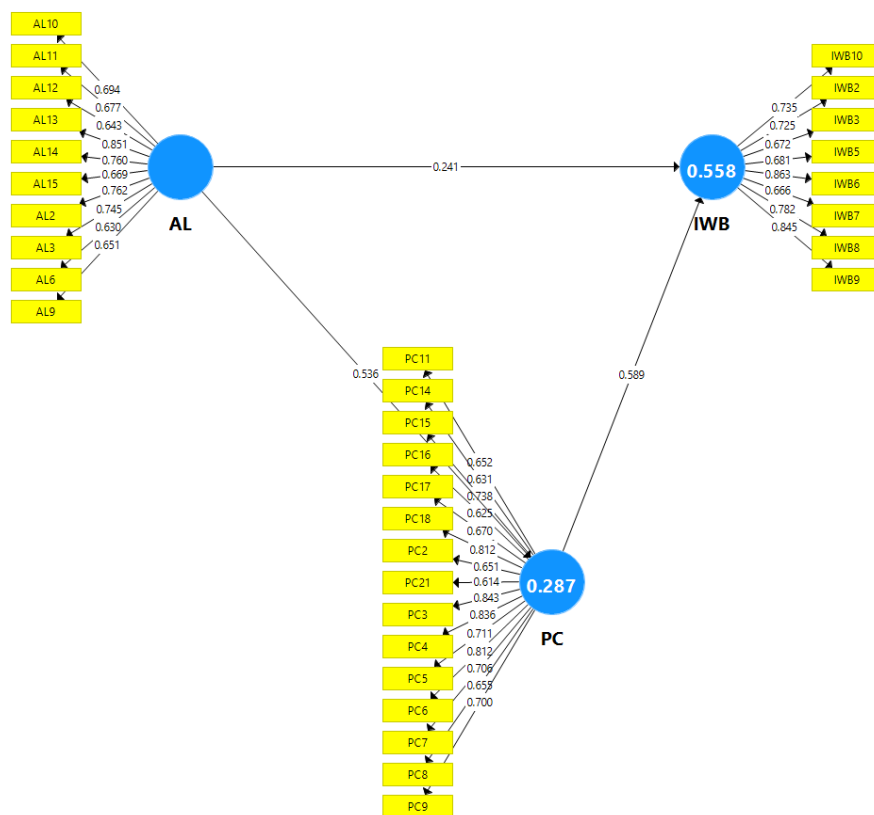 AL10
AL11
AL12
AL13
AL14
AL15
AL2
AL3
AL6
AL9
0.694
0.677
0.643
0.851
0.760
0.669
0.762
0.745
0.630
0.651
AL
0.241
0.558
IWB
0.735
0.725
0.672
0.681
0.863
0.666
0.782
0.845
IWB10
IWB2
IWB3
IWB5
IWB6
IWB7
IWB8
IWB9
0.536
0.589
PC11
PC14
PC15
PC16
PC17
PC18
PC2
PC21
PC3
PC4
PC5
PC6
PC7
PC8
PC9
0.652
0.631
0.738
0.625
0.670
0.812
0.651
0.614
0.843
0.836
0.711
0.812
0.706
0.655
0.700
0.287
PC